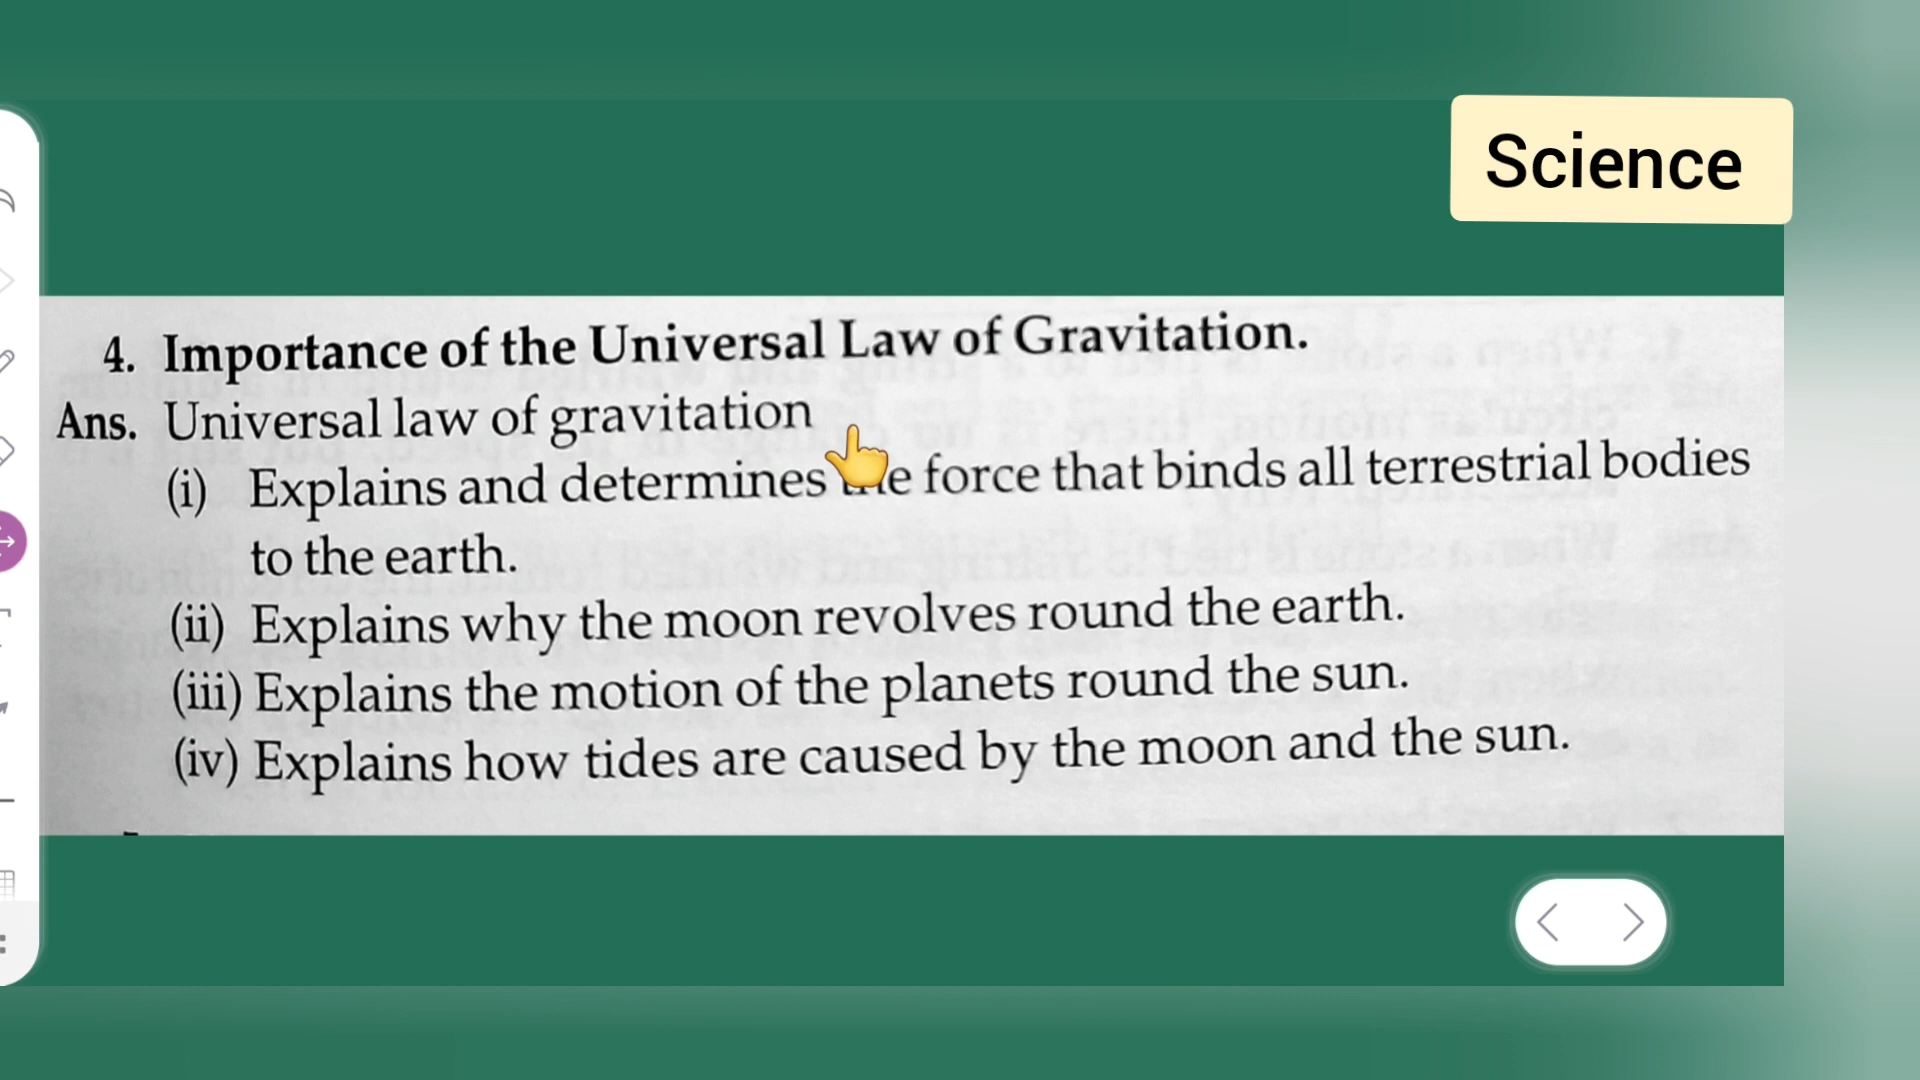 Science
4. Importance of the Universal Law of Gravitation.
Ans. Universal law of gravitation
(i) Explains and determines the force that binds all terrestrial bodies
to the earth.
(ii) Explains why the moon revolves round the earth.
(iii) Explains the motion of the planets round the sun.
(iv) Explains how tides are caused by the moon and the sun.